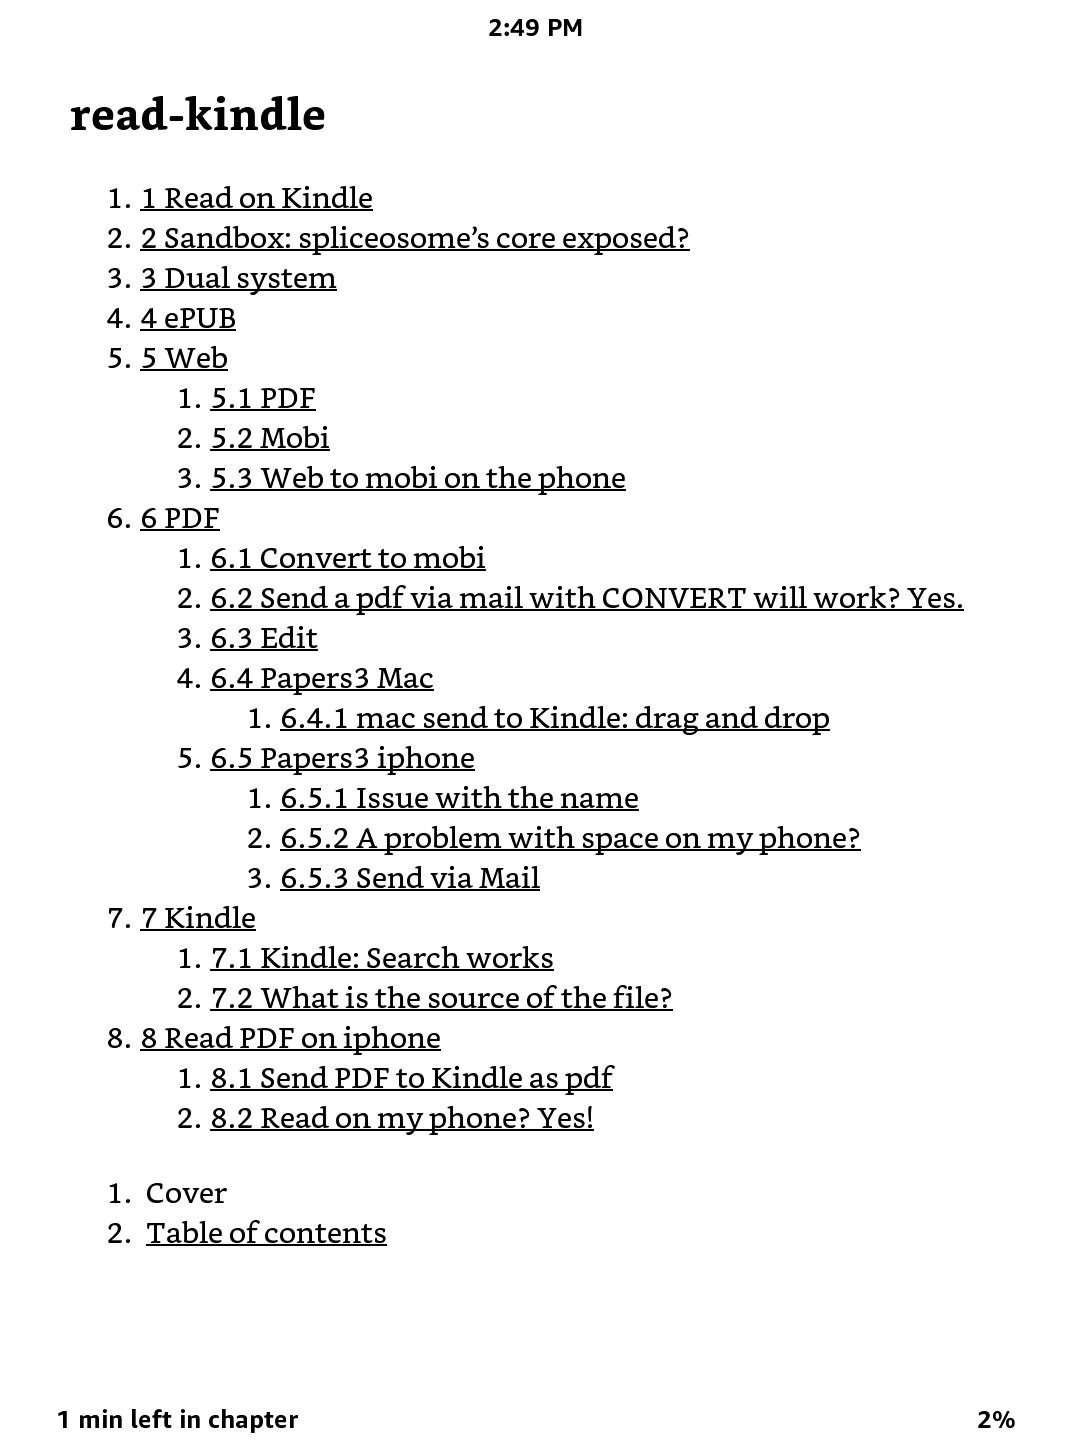 2:49 PM
read-kindle
1. 1 Read on Kindle
2. 2 Sandbox: spliceosome’s core exposed?
3. 3 Dual system
4. 4 ePUB
5. 5 Web
1. 5.1 PDF
2. 5.2 Mobi
3. 5.3 Web to mobi on the phone
6. 6 PDF
1. 6.1 Convert to mobi
2. 6.2 Send a pdf via mail with CONVERT will work? Yes.
3. 6.3 Edit
4. 6.4 Papers3 Mac
1. 6.4.1 mac send to Kindle: drag and drop
5. 6.5 Papers3 iphone
1. 6.5.1 Issue with the name
2. 6.5.2 A problem with space on my phone?
3. 6.5.3 Send via Mail
7. 7 Kindle
1. 7.1 Kindle: Search works
2. 7.2 What is the source of the file?
8. 8 Read PDF on iphone
1. 8.1 Send PDF to Kindle as pdf
2. 8.2 Read on my phone? Yes!
1. Cover
2. Table of contents
1 min left in chapter 2%